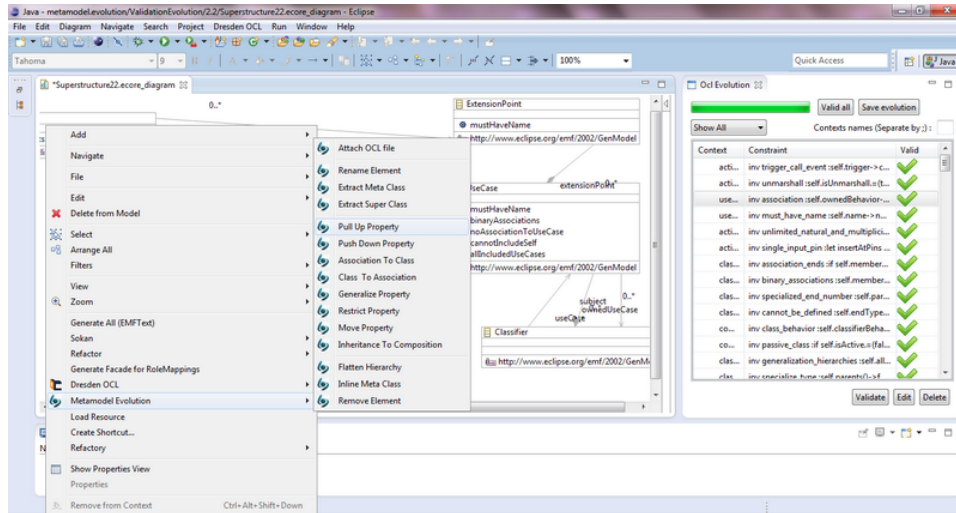 Java - metamodel.evolution/ValidationEvolution/2.2/Superstructure22.ecore_diagram - Eclipse
File Edit Diagram Navigate Search Project Dresden OCL Run Window Help
Tahoma 9 100% Quick Access Java
*Superstructure22.ecore_diagram
0..*
ExtensionPoint
mustHaveName
http://www.eclipse.org/emf/2002/GenModel
extensionPoint
0..*
UseCase
mustHaveName
binaryAssociations
noAssociationToUseCase
cannotIncludeSelf
allIncludedUseCases
http://www.eclipse.org/emf/2002/GenModel
subject
0..*
ownedUseCase
useCase
Classifier
http://www.eclipse.org/emf/2002/GenM
Add
Navigate
File
Edit
Delete from Model
Select
Arrange All
Filters
View
Zoom
Generate All (EMFText)
Sokan
Refactor
Generate Facade for RoleMappings
Dresden OCL
Metamodel Evolution
Load Resource
Create Shortcut...
Refactory
Show Properties View
Properties
Remove from Context Ctrl+Alt+Shift+Down
Attach OCL file
Rename Element
Extract Meta Class
Extract Super Class
Pull Up Property
Push Down Property
Association To Class
Class To Association
Generalize Property
Restrict Property
Move Property
Inheritance To Composition
Flatten Hierarchy
Inline Meta Class
Remove Element
Ocl Evolution
Valid all Save evolution
Show All Contexts names (Separate by ;) :
Context Constraint Valid
acti... inv trigger_call_event :self.trigger->c...
acti... inv unmarshall :self.isUnmarshall.=(t...
use... inv association :self.ownedBehavior-...
use... inv must_have_name :self.name->n...
acti... inv unlimited_natural_and_multiplici...
acti... inv single_input_pin :let insertAtPins ...
clas... inv association_ends :if self.member...
clas... inv binary_associations :self.member...
clas... inv specialized_end_number :self.par...
clas... inv cannot_be_defined :self.endType...
co... inv class_behavior :self.classifierBeha...
co... inv passive_class :if self.isActive.=(fal...
clas... inv generalization_hierarchies :self.all...
clas... inv specialize_type :self.parents()->f...
Validate Edit Delete